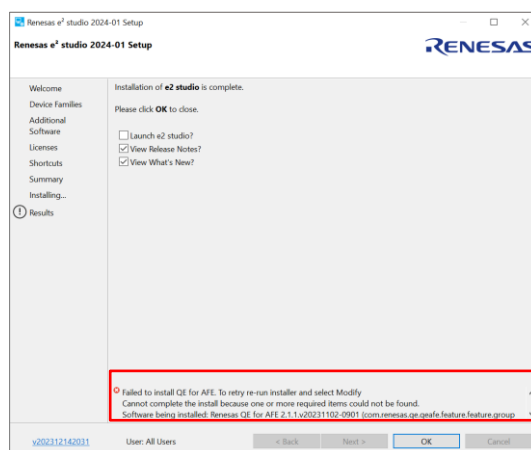 Renesas e² studio 2024-01 Setup
Renesas e² studio 2024-01 Setup
RENESAS
Welcome
Device Families
Additional
Software
Licenses
Shortcuts
Summary
Installing...
Results
Installation of e2 studio is complete.
Please click OK to close.
Launch e2 studio?
View Release Notes?
View What's New?
Failed to install QE for AFE. To retry re-run installer and select Modify
Cannot complete the install because one or more required items could not be found.
Software being installed: Renesas QE for AFE 2.1.1.v20231102-0901 (com.renesas.qe.qeafe.feature.feature.group
v202312142031 User: All Users < Back Next > OK Cancel